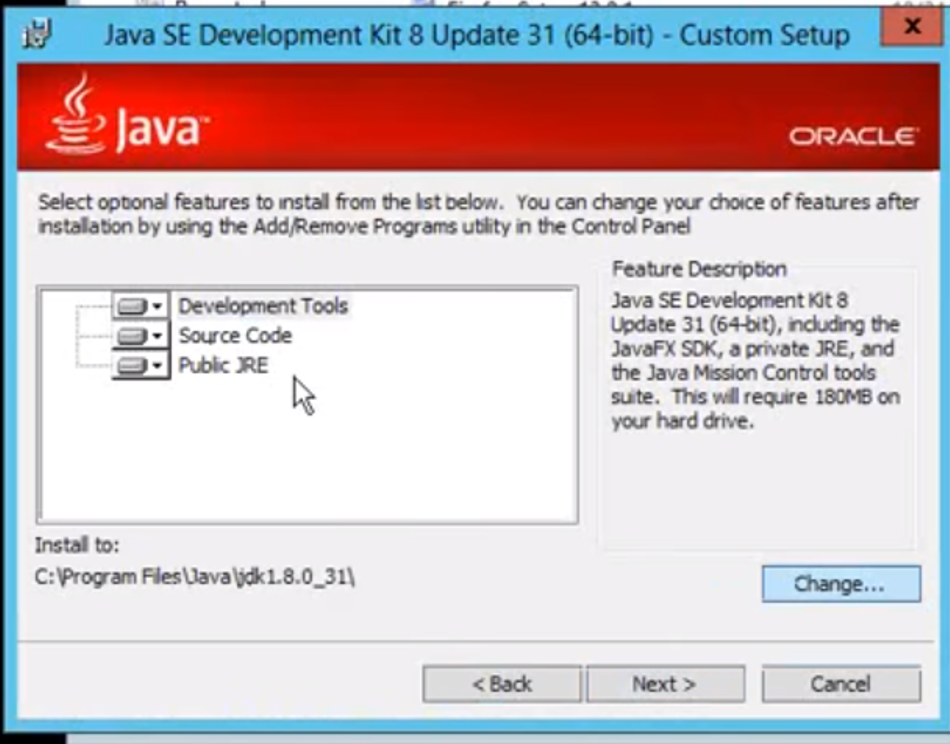 Java SE Development Kit 8 Update 31 (64-bit) - Custom Setup
Java™
ORACLE
Select optional features to install from the list below. You can change your choice of features after
installation by using the Add/Remove Programs utility in the Control Panel
Development Tools
Source Code
Public JRE
Feature Description
Java SE Development Kit 8
Update 31 (64-bit), including the
JavaFX SDK, a private JRE, and
the Java Mission Control tools
suite. This will require 180MB on
your hard drive.
Install to:
C:\Program Files\Java\jdk1.8.0_31\
Change...
< Back
Next >
Cancel